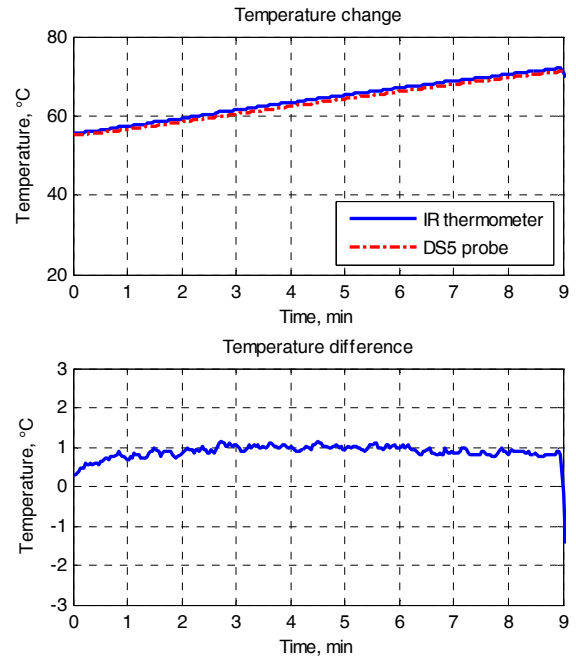 Temperature change
80
60
40
20
Temperature, °C
IR thermometer
DS5 probe
0 1 2 3 4 5 6 7 8 9
Time, min
Temperature difference
3
2
1
0
-1
-2
-3
Temperature, °C
0 1 2 3 4 5 6 7 8 9
Time, min